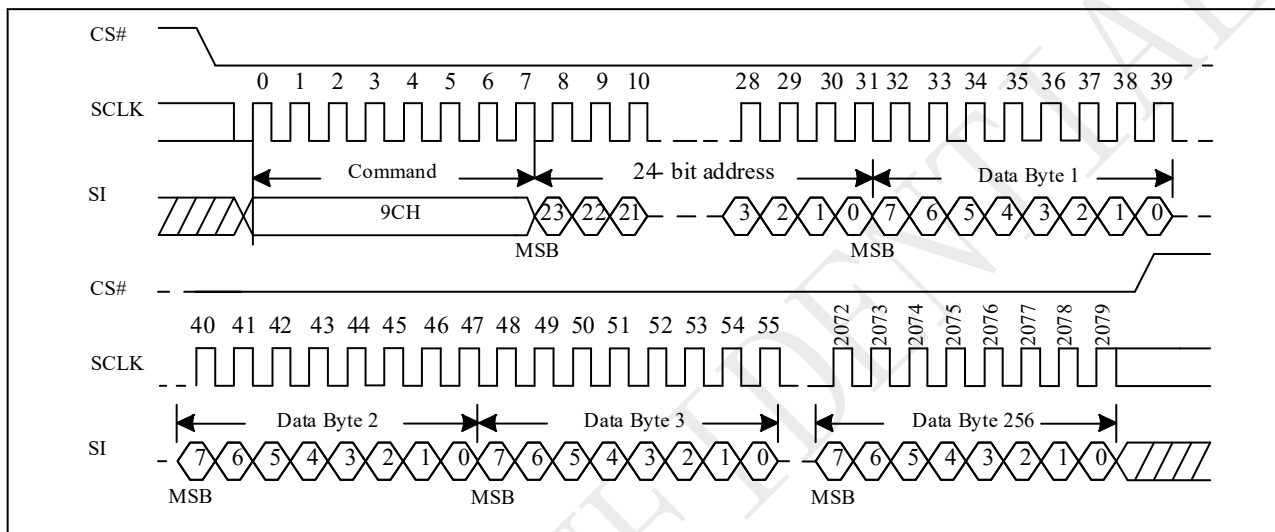 CS#
0 1 2 3 4 5 6 7 8 9 10 28 29 30 31 32 33 34 35 36 37 38 39
SCLK
Command 24- bit address Data Byte 1
SI
9CH 23 22 21 3 2 1 0 7 6 5 4 3 2 1 0
MSB MSB
CS#
40 41 42 43 44 45 46 47 48 49 50 51 52 53 54 55 2072 2073 2074 2075 2076 2077 2078 2079
SCLK
Data Byte 2 Data Byte 3 Data Byte 256
SI 7 6 5 4 3 2 1 0 7 6 5 4 3 2 1 0 7 6 5 4 3 2 1 0
MSB MSB MSB